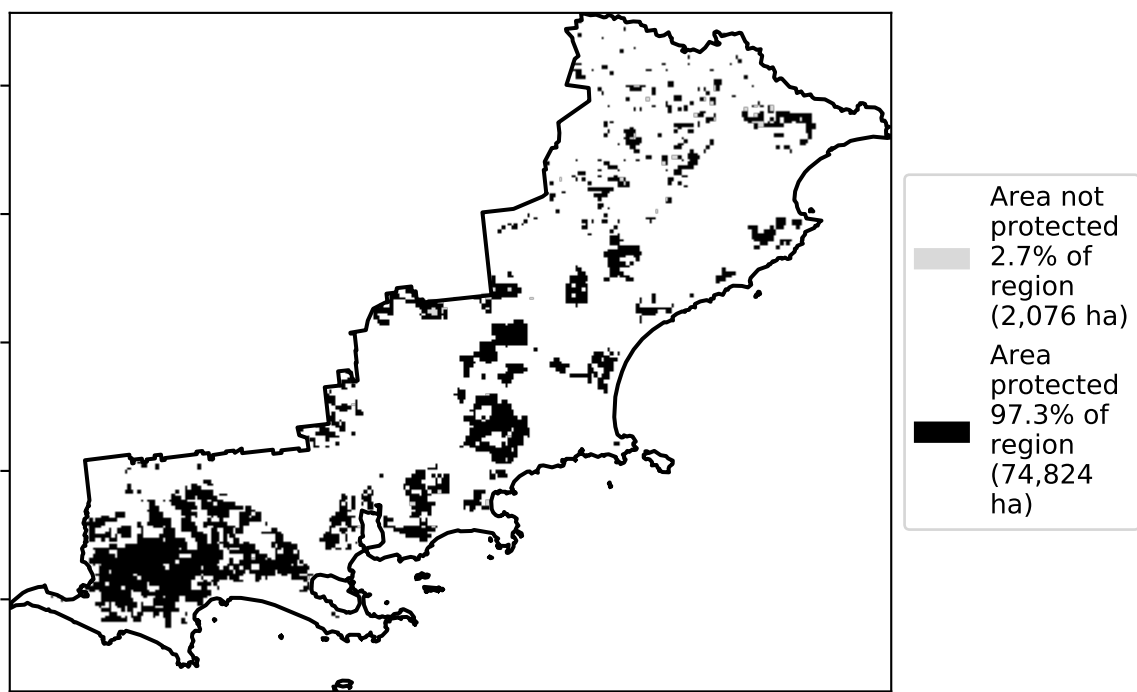 Area not
protected
2.7% of
region
(2,076 ha)
Area
protected
97.3% of
region
(74,824
ha)